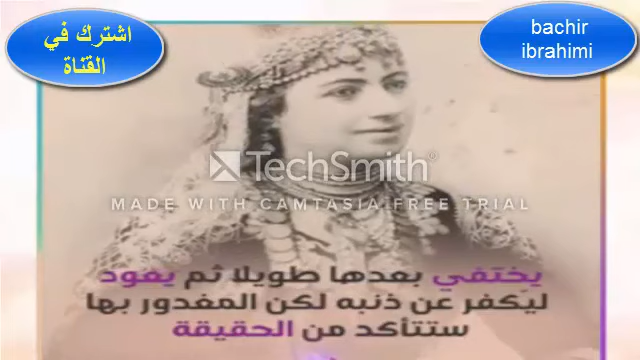 اشترك في
القناة
bachir
ibrahimi
TechSmith®
MADE WITH CAMTASIA FREE TRIAL
يختفي بعدها طويلا ثم يعود
ليكفر عن ذنبه لكن المغدور بها
ستتأكد من الحقيقة